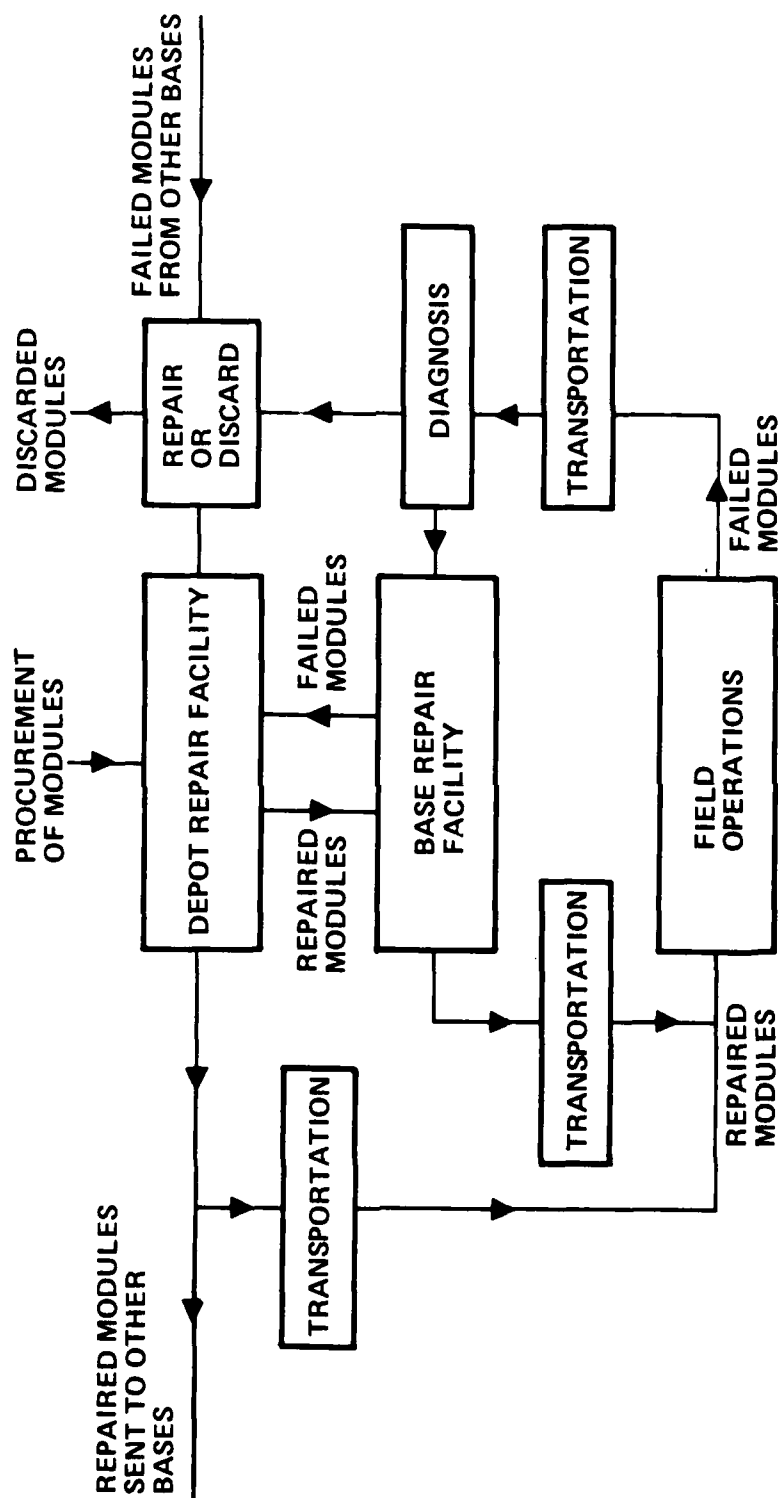 REPAIRED MODULES
SENT TO OTHER
BASES
PROCUREMENT
OF MODULES
DISCARDED
MODULES
FAILED MODULES
FROM OTHER BASES
DEPOT REPAIR FACILITY
REPAIR
OR
DISCARD
TRANSPORTATION
REPAIRED
MODULES
FAILED
MODULES
BASE REPAIR
FACILITY
DIAGNOSIS
TRANSPORTATION
TRANSPORTATION
REPAIRED
MODULES
FIELD
OPERATIONS
FAILED
MODULES